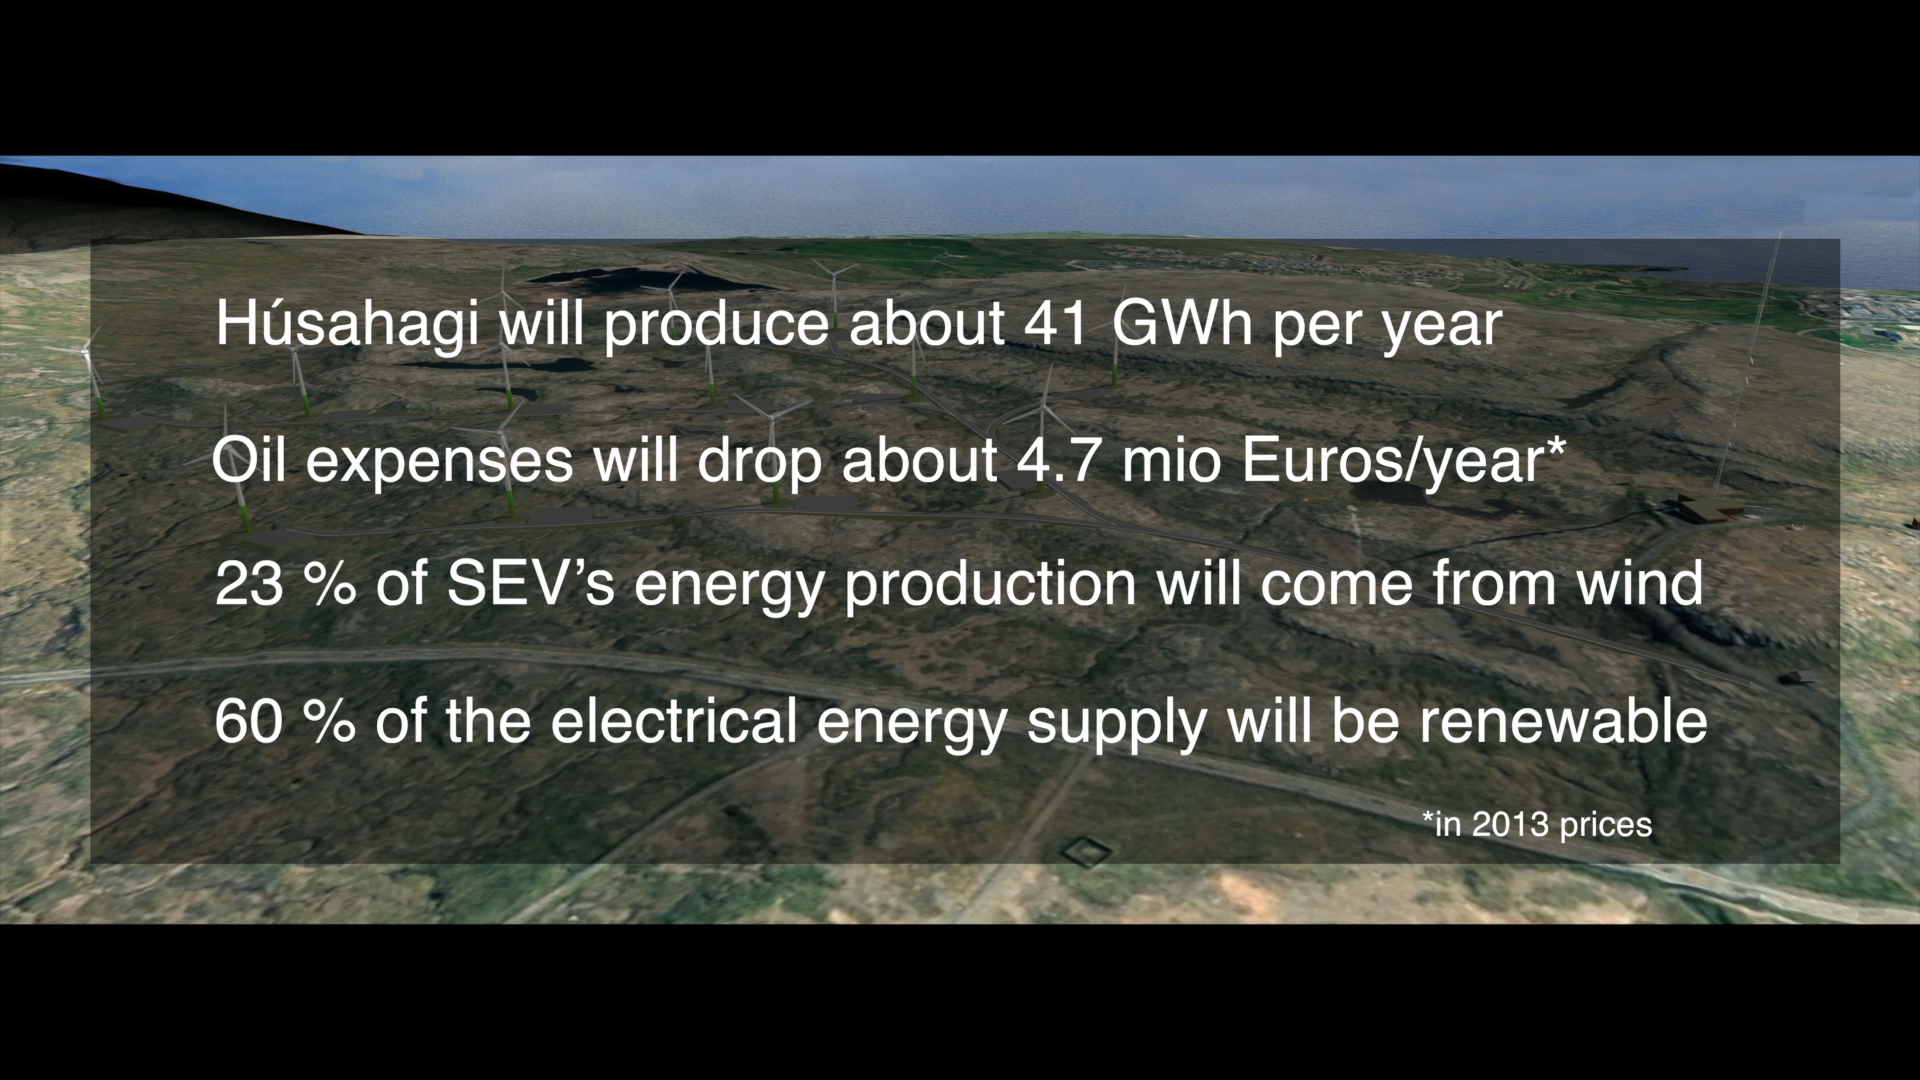 Húsahagi will produce about 41 GWh per year
Oil expenses will drop about 4.7 mio Euros/year*
23 % of SEV’s energy production will come from wind
60 % of the electrical energy supply will be renewable
*in 2013 prices